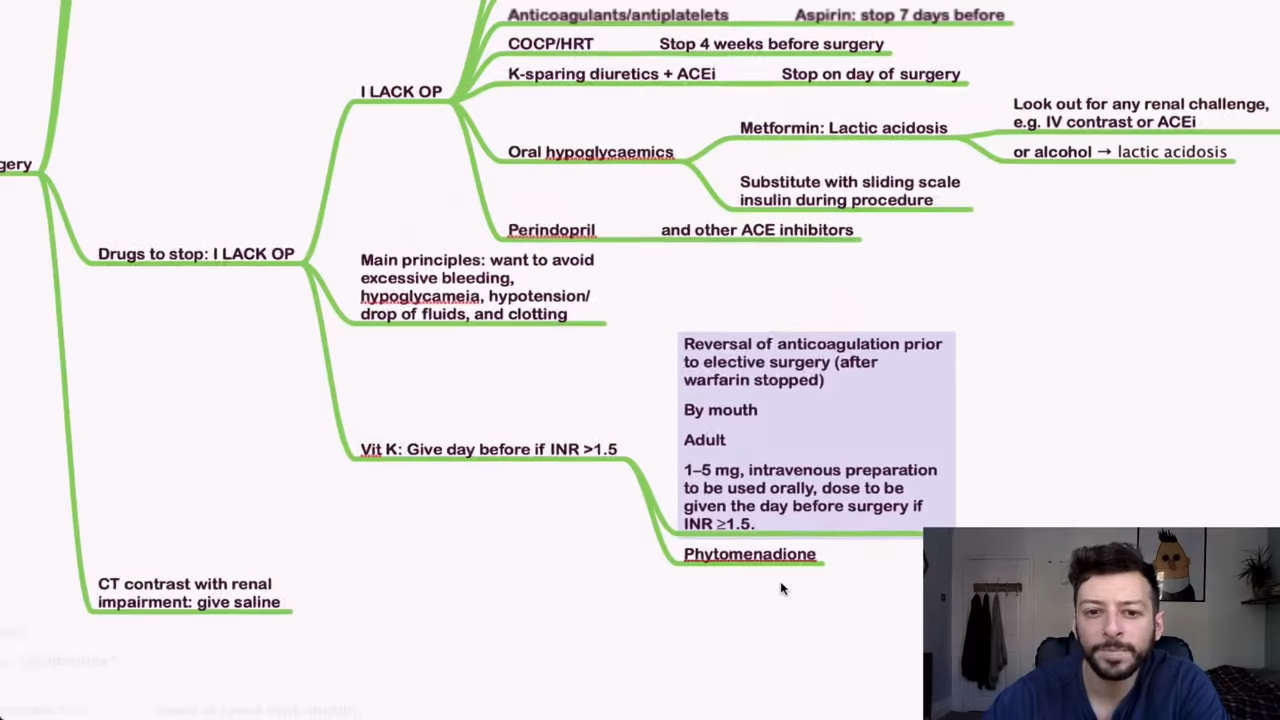 Anticoagulants/antiplatelets Aspirin: stop 7 days before
COCP/HRT Stop 4 weeks before surgery
K-sparing diuretics + ACEi Stop on day of surgery
I LACK OP
Look out for any renal challenge,
e.g. IV contrast or ACEi
Metformin: Lactic acidosis
or alcohol → lactic acidosis
Oral hypoglycaemics
gery
Substitute with sliding scale
insulin during procedure
Perindopril and other ACE inhibitors
Drugs to stop: I LACK OP
Main principles: want to avoid
excessive bleeding,
hypoglycameia, hypotension/
drop of fluids, and clotting
Reversal of anticoagulation prior
to elective surgery (after
warfarin stopped)
By mouth
Adult
Vit K: Give day before if INR >1.5
1–5 mg, intravenous preparation
to be used orally, dose to be
given the day before surgery if
INR ≥1.5.
Phytomenadione
CT contrast with renal
impairment: give saline